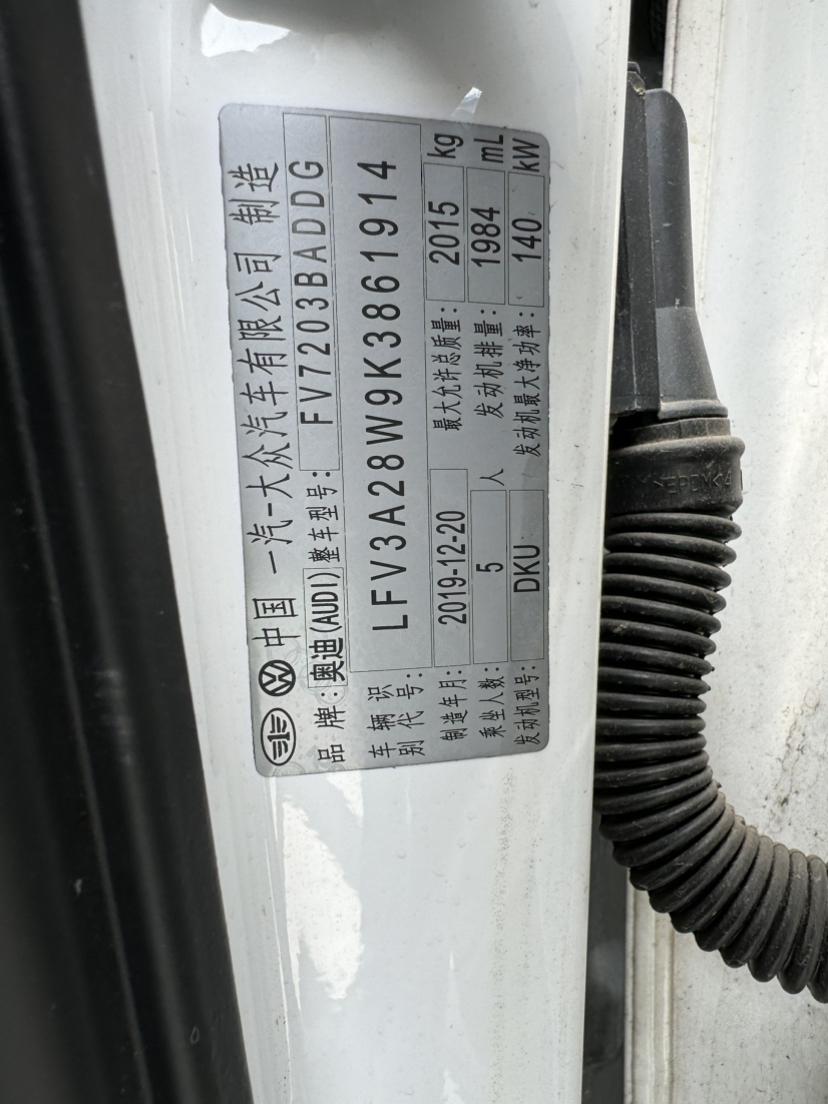 中国 一汽-大众汽车有限公司 制造
品牌:奥迪(AUDI) 整车型号: FV7203BADDG
车辆识别代号: LFV3A28W9K3861914
制造年月: 2019-12-20 最大允许总质量: 2015 kg
乘坐人数: 5 人 发动机排量: 1984 mL
发动机型号: DKU 发动机最大净功率: 140 kW